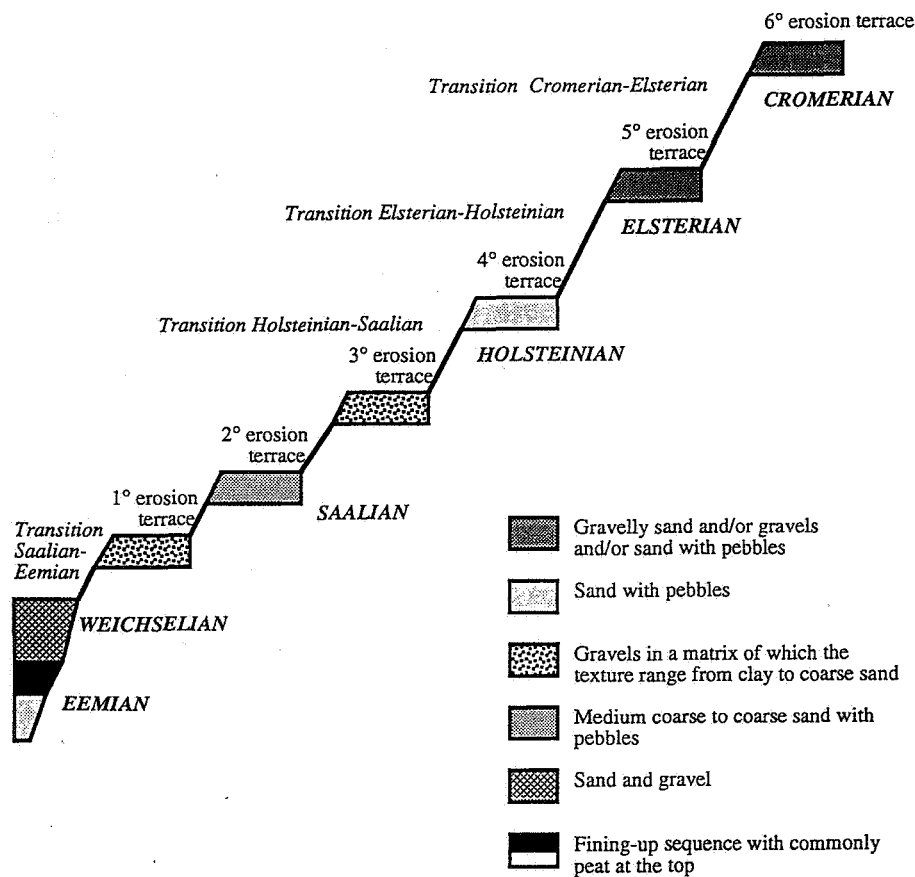 6° erosion terrace
Transition Cromerian-Elsterian
CROMERIAN
5° erosion
terrace
Transition Elsterian-Holsteinian
ELSTERIAN
4° erosion
terrace
Transition Holsteinian-Saalian
HOLSTEINIAN
3° erosion
terrace
2° erosion
terrace
SAALIAN
1° erosion
terrace
Transition
Saalian-
Eemian
WEICHSELIAN
EEMIAN
Gravelly sand and/or gravels
and/or sand with pebbles
Sand with pebbles
Gravels in a matrix of which the
texture range from clay to coarse sand
Medium coarse to coarse sand with
pebbles
Sand and gravel
Fining-up sequence with commonly
peat at the top